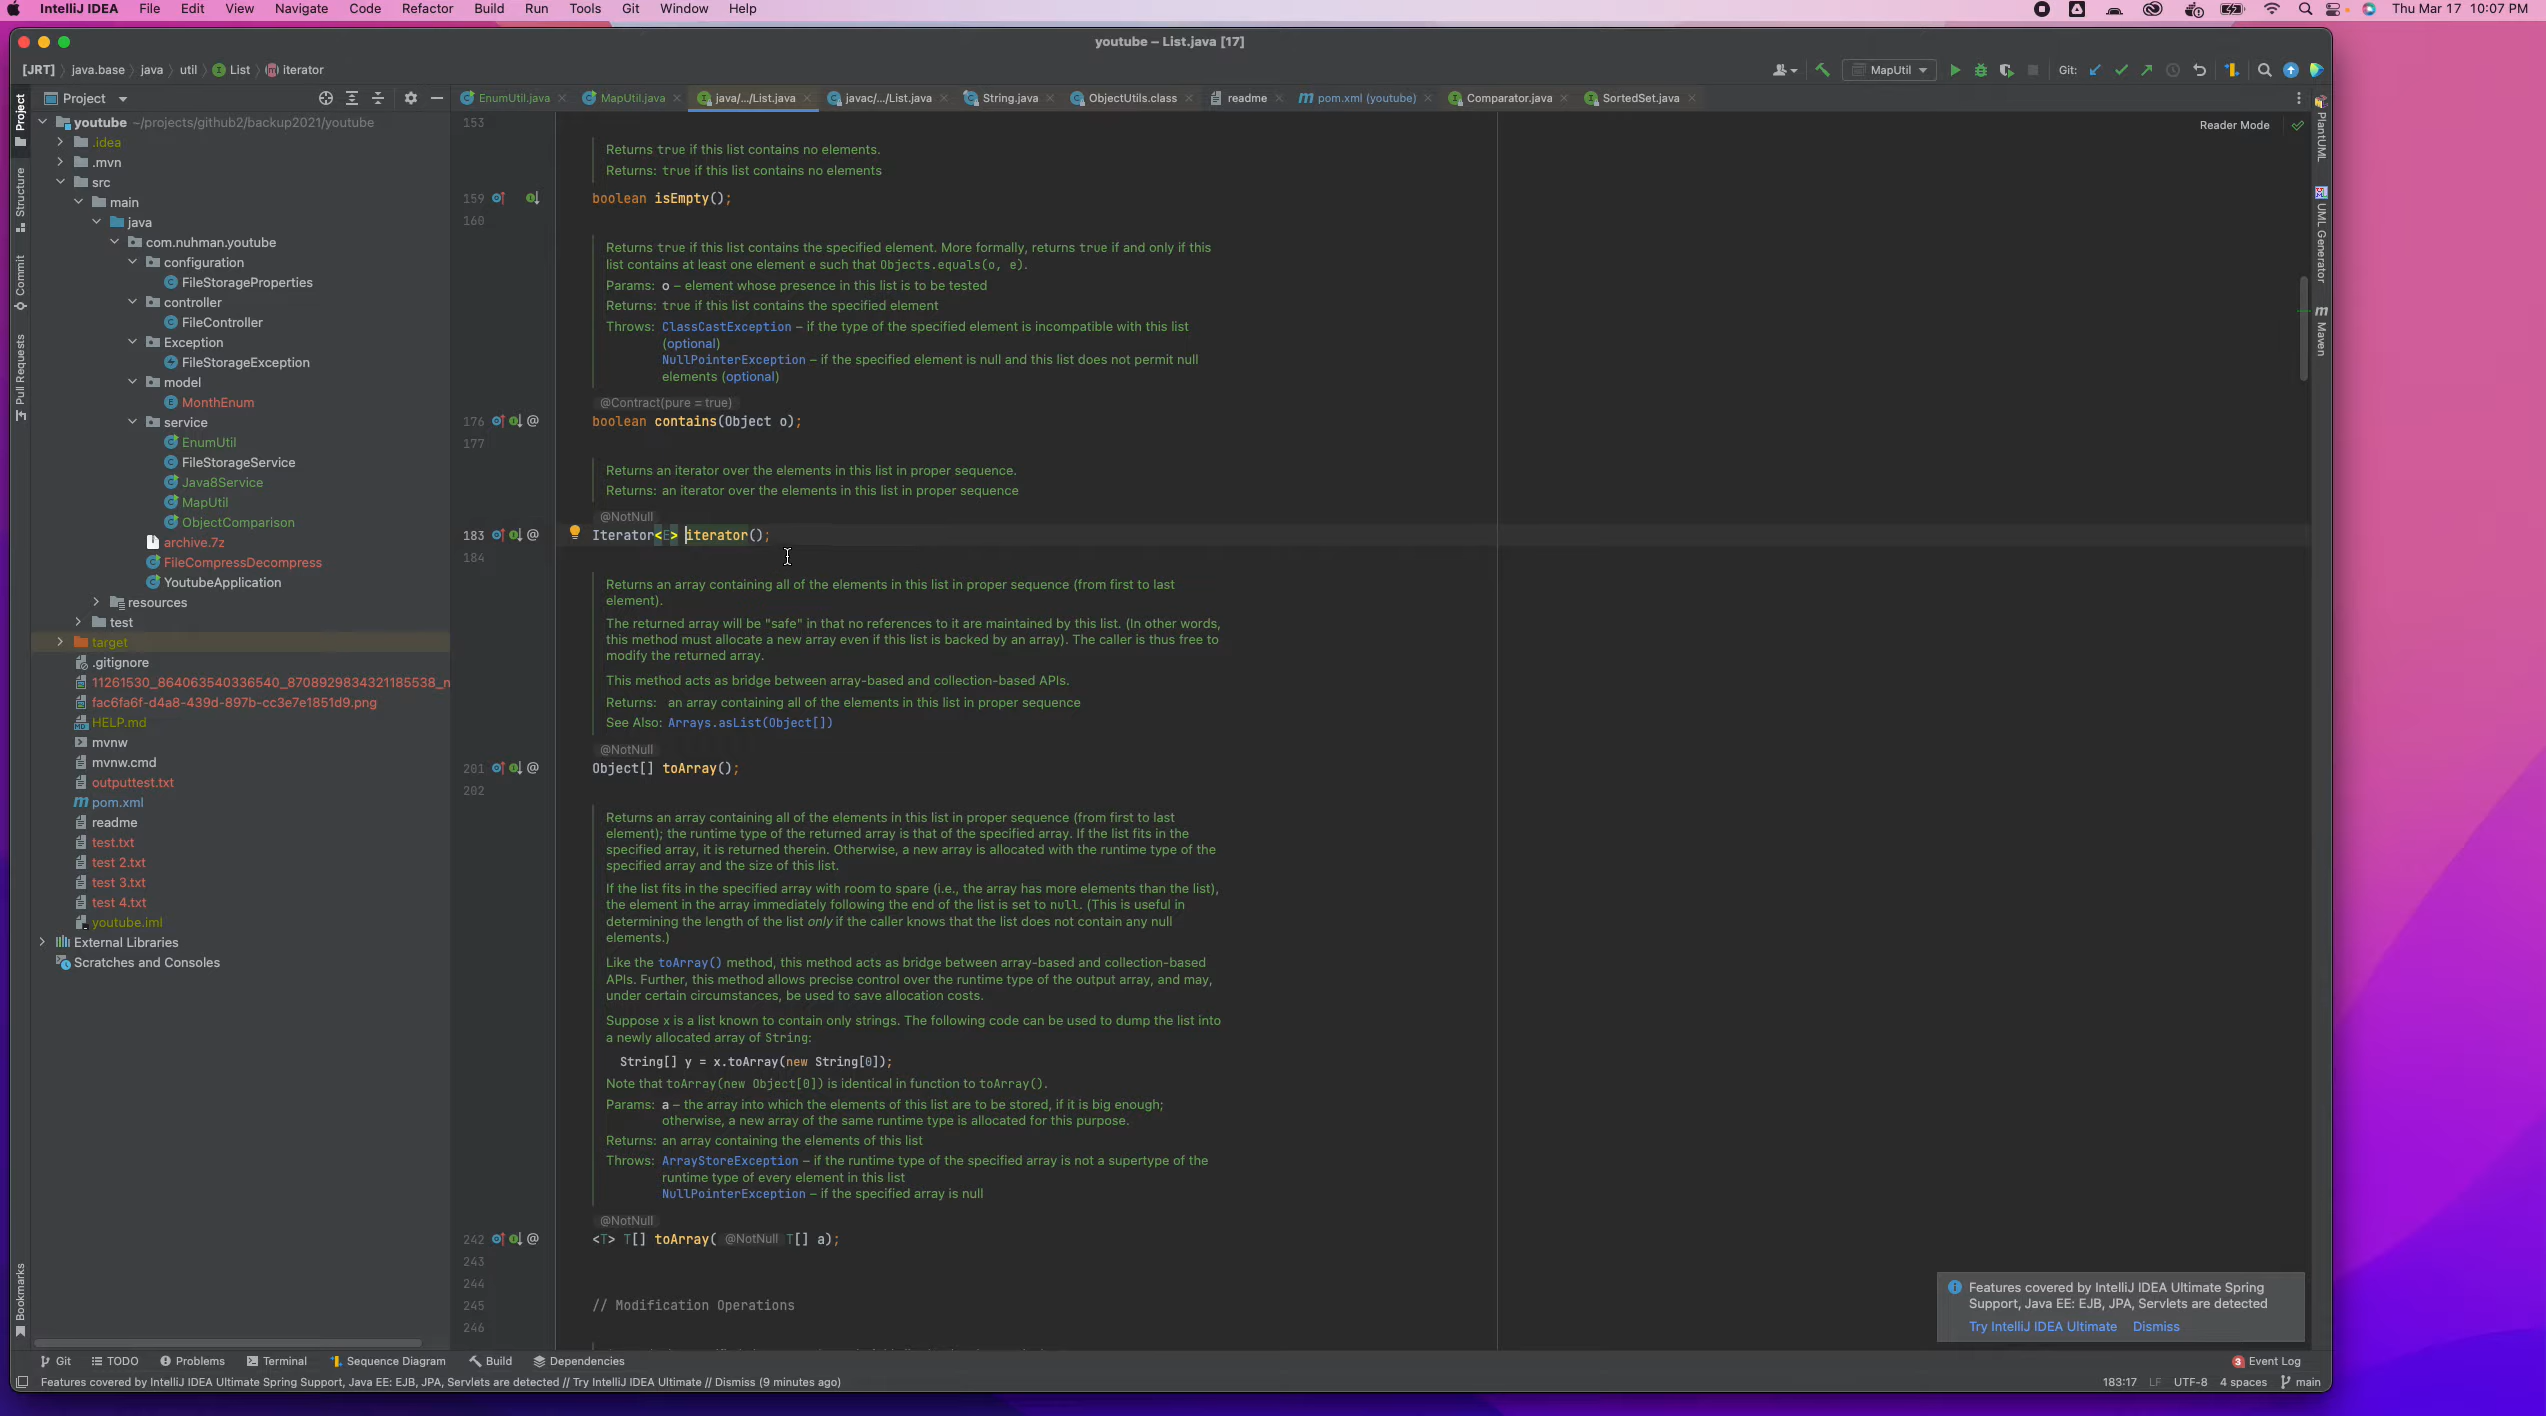 IntelliJ IDEA File Edit View Navigate Code Refactor Build Run Tools Git Window Help Thu Mar 17 10:07 PM
youtube – List.java [17]
[JRT] java.base java util List iterator MapUtil Git:
Project
EnumUtil.java MapUtil.java java/.../List.java javac/.../List.java String.java ObjectUtils.class readme pom.xml (youtube) Comparator.java SortedSet.java
Project
Structure
Commit
Pull Requests
Bookmarks
youtube ~/projects/github2/backup2021/youtube
.idea
.mvn
src
main
java
com.nuhman.youtube
configuration
FileStorageProperties
controller
FileController
Exception
FileStorageException
model
MonthEnum
service
EnumUtil
FileStorageService
Java8Service
MapUtil
ObjectComparison
archive.7z
FileCompressDecompress
YoutubeApplication
resources
test
target
.gitignore
11261530_864063540336540_8708929834321185538_n
fac6fa6f-d4a8-439d-897b-cc3e7e1851d9.png
HELP.md
mvnw
mvnw.cmd
outputtest.txt
pom.xml
readme
test.txt
test 2.txt
test 3.txt
test 4.txt
youtube.iml
External Libraries
Scratches and Consoles
Reader Mode
PlantUML
UML Generator
Maven
153
Returns true if this list contains no elements.
Returns: true if this list contains no elements
159 boolean isEmpty();
160
Returns true if this list contains the specified element. More formally, returns true if and only if this
list contains at least one element e such that Objects.equals(o, e).
Params: o – element whose presence in this list is to be tested
Returns: true if this list contains the specified element
Throws: ClassCastException – if the type of the specified element is incompatible with this list
(optional)
NullPointerException – if the specified element is null and this list does not permit null
elements (optional)
@Contract(pure = true)
176 @ boolean contains(Object o);
177
Returns an iterator over the elements in this list in proper sequence.
Returns: an iterator over the elements in this list in proper sequence
@NotNull
183 @ Iterator<E> iterator();
184
Returns an array containing all of the elements in this list in proper sequence (from first to last
element).
The returned array will be "safe" in that no references to it are maintained by this list. (In other words,
this method must allocate a new array even if this list is backed by an array). The caller is thus free to
modify the returned array.
This method acts as bridge between array-based and collection-based APIs.
Returns: an array containing all of the elements in this list in proper sequence
See Also: Arrays.asList(Object[])
@NotNull
201 @ Object[] toArray();
202
Returns an array containing all of the elements in this list in proper sequence (from first to last
element); the runtime type of the returned array is that of the specified array. If the list fits in the
specified array, it is returned therein. Otherwise, a new array is allocated with the runtime type of the
specified array and the size of this list.
If the list fits in the specified array with room to spare (i.e., the array has more elements than the list),
the element in the array immediately following the end of the list is set to null. (This is useful in
determining the length of the list only if the caller knows that the list does not contain any null
elements.)
Like the toArray() method, this method acts as bridge between array-based and collection-based
APIs. Further, this method allows precise control over the runtime type of the output array, and may,
under certain circumstances, be used to save allocation costs.
Suppose x is a list known to contain only strings. The following code can be used to dump the list into
a newly allocated array of String:
String[] y = x.toArray(new String[0]);
Note that toArray(new Object[0]) is identical in function to toArray().
Params: a – the array into which the elements of this list are to be stored, if it is big enough;
otherwise, a new array of the same runtime type is allocated for this purpose.
Returns: an array containing the elements of this list
Throws: ArrayStoreException – if the runtime type of the specified array is not a supertype of the
runtime type of every element in this list
NullPointerException – if the specified array is null
@NotNull
242 @ <T> T[] toArray( @NotNull T[] a);
243
244
245 // Modification Operations
246
Features covered by IntelliJ IDEA Ultimate Spring
Support, Java EE: EJB, JPA, Servlets are detected
Try IntelliJ IDEA Ultimate Dismiss
Git TODO Problems Terminal Sequence Diagram Build Dependencies 3 Event Log
Features covered by IntelliJ IDEA Ultimate Spring Support, Java EE: EJB, JPA, Servlets are detected // Try IntelliJ IDEA Ultimate // Dismiss (9 minutes ago) 183:17 LF UTF-8 4 spaces main